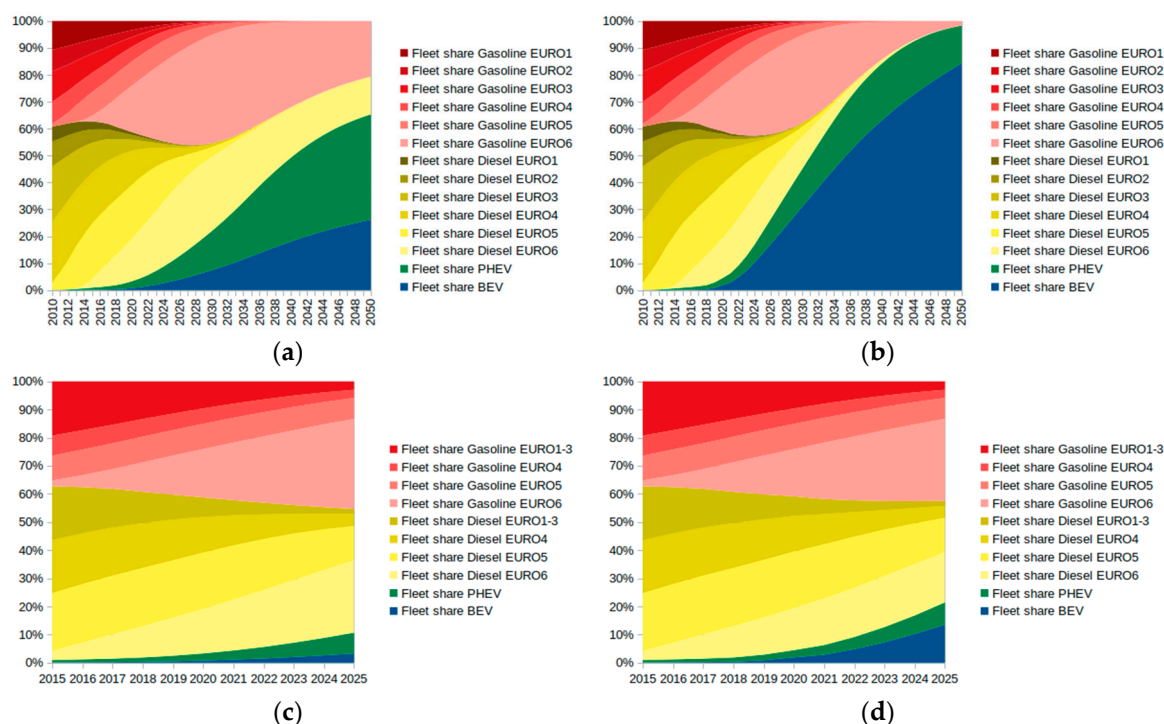 100%
90%
80%
70%
60%
50%
40%
30%
20%
10%
0%
2010
2012
2014
2016
2018
2020
2022
2024
2026
2028
2030
2032
2034
2036
2038
2040
2042
2044
2046
2048
2050
Fleet share Gasoline EURO1
Fleet share Gasoline EURO2
Fleet share Gasoline EURO3
Fleet share Gasoline EURO4
Fleet share Gasoline EURO5
Fleet share Gasoline EURO6
Fleet share Diesel EURO1
Fleet share Diesel EURO2
Fleet share Diesel EURO3
Fleet share Diesel EURO4
Fleet share Diesel EURO5
Fleet share Diesel EURO6
Fleet share PHEV
Fleet share BEV
(a)
100%
90%
80%
70%
60%
50%
40%
30%
20%
10%
0%
2010
2012
2014
2016
2018
2020
2022
2024
2026
2028
2030
2032
2034
2036
2038
2040
2042
2044
2046
2048
2050
Fleet share Gasoline EURO1
Fleet share Gasoline EURO2
Fleet share Gasoline EURO3
Fleet share Gasoline EURO4
Fleet share Gasoline EURO5
Fleet share Gasoline EURO6
Fleet share Diesel EURO1
Fleet share Diesel EURO2
Fleet share Diesel EURO3
Fleet share Diesel EURO4
Fleet share Diesel EURO5
Fleet share Diesel EURO6
Fleet share PHEV
Fleet share BEV
(b)
100%
90%
80%
70%
60%
50%
40%
30%
20%
10%
0%
2015 2016 2017 2018 2019 2020 2021 2022 2023 2024 2025
Fleet share Gasoline EURO1-3
Fleet share Gasoline EURO4
Fleet share Gasoline EURO5
Fleet share Gasoline EURO6
Fleet share Diesel EURO1-3
Fleet share Diesel EURO4
Fleet share Diesel EURO5
Fleet share Diesel EURO6
Fleet share PHEV
Fleet share BEV
(c)
100%
90%
80%
70%
60%
50%
40%
30%
20%
10%
0%
2015 2016 2017 2018 2019 2020 2021 2022 2023 2024 2025
Fleet share Gasoline EURO1-3
Fleet share Gasoline EURO4
Fleet share Gasoline EURO5
Fleet share Gasoline EURO6
Fleet share Diesel EURO1-3
Fleet share Diesel EURO4
Fleet share Diesel EURO5
Fleet share Diesel EURO6
Fleet share PHEV
Fleet share BEV
(d)